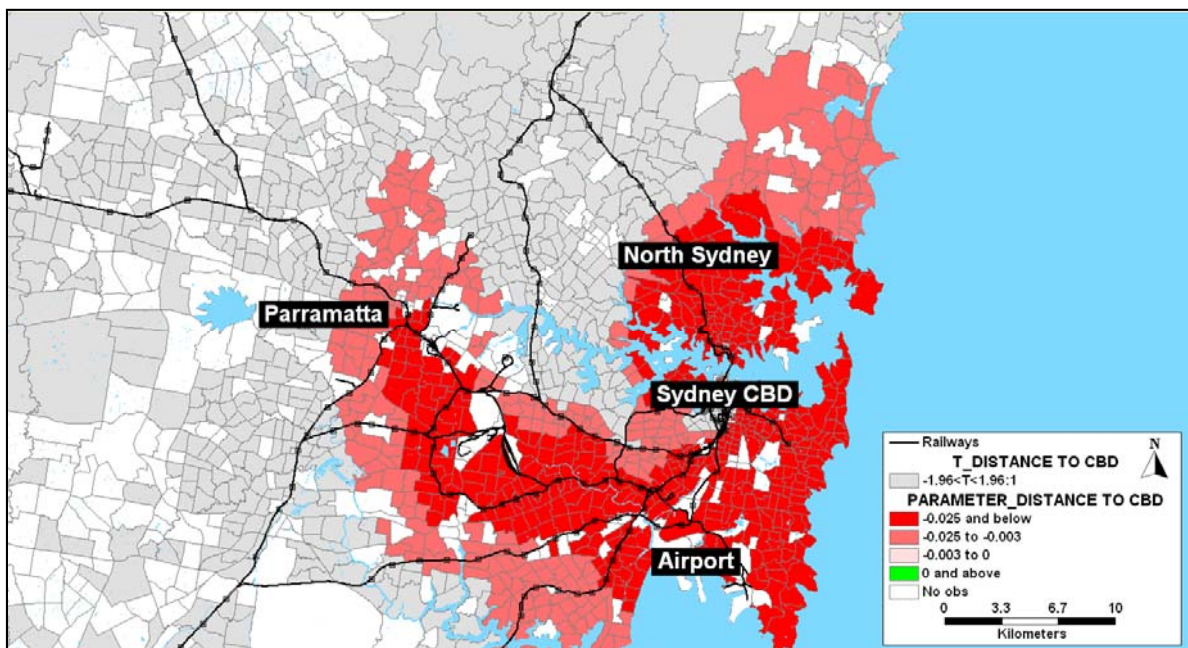 North Sydney
Parramatta
Sydney CBD
Airport
Railways
N
T_DISTANCE TO CBD
-1.96<T<1.96:1
PARAMETER_DISTANCE TO CBD
-0.025 and below
-0.025 to -0.003
-0.003 to 0
0 and above
No obs
0 3.3 6.7 10
Kilometers